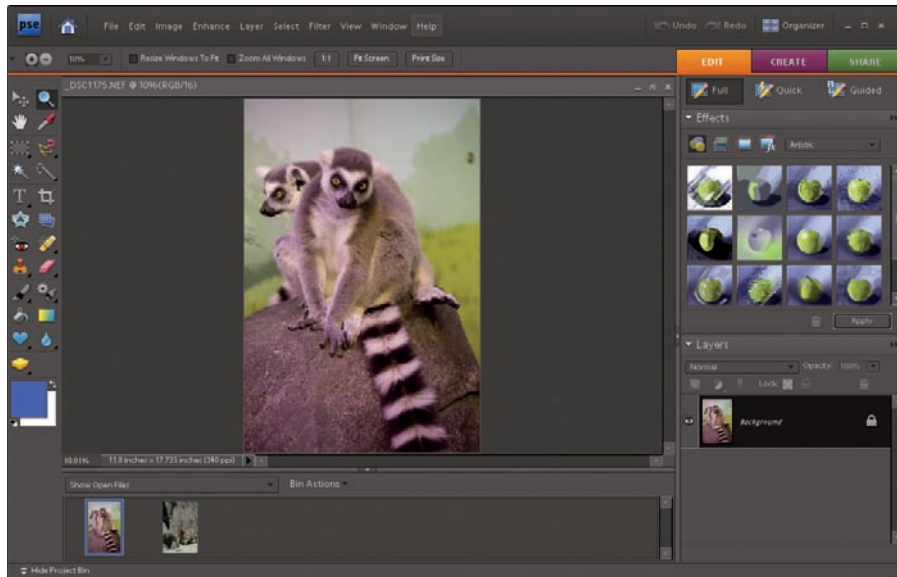 pse File Edit Image Enhance Layer Select Filter View Window Help Undo Redo Organizer
10% Resize Windows To Fit Zoom All Windows 1:1 Fit Screen Print Size
EDIT CREATE SHARE
_DSC1175.NEF @ 10%(RGB/16)
Full Quick Guided
Effects
Artistic
T
Apply
Layers
Normal Opacity: 100%
Lock:
Background
10.01% 11.8 inches x 17.733 inches (240 ppi)
Show Open Files Bin Actions
Hide Project Bin